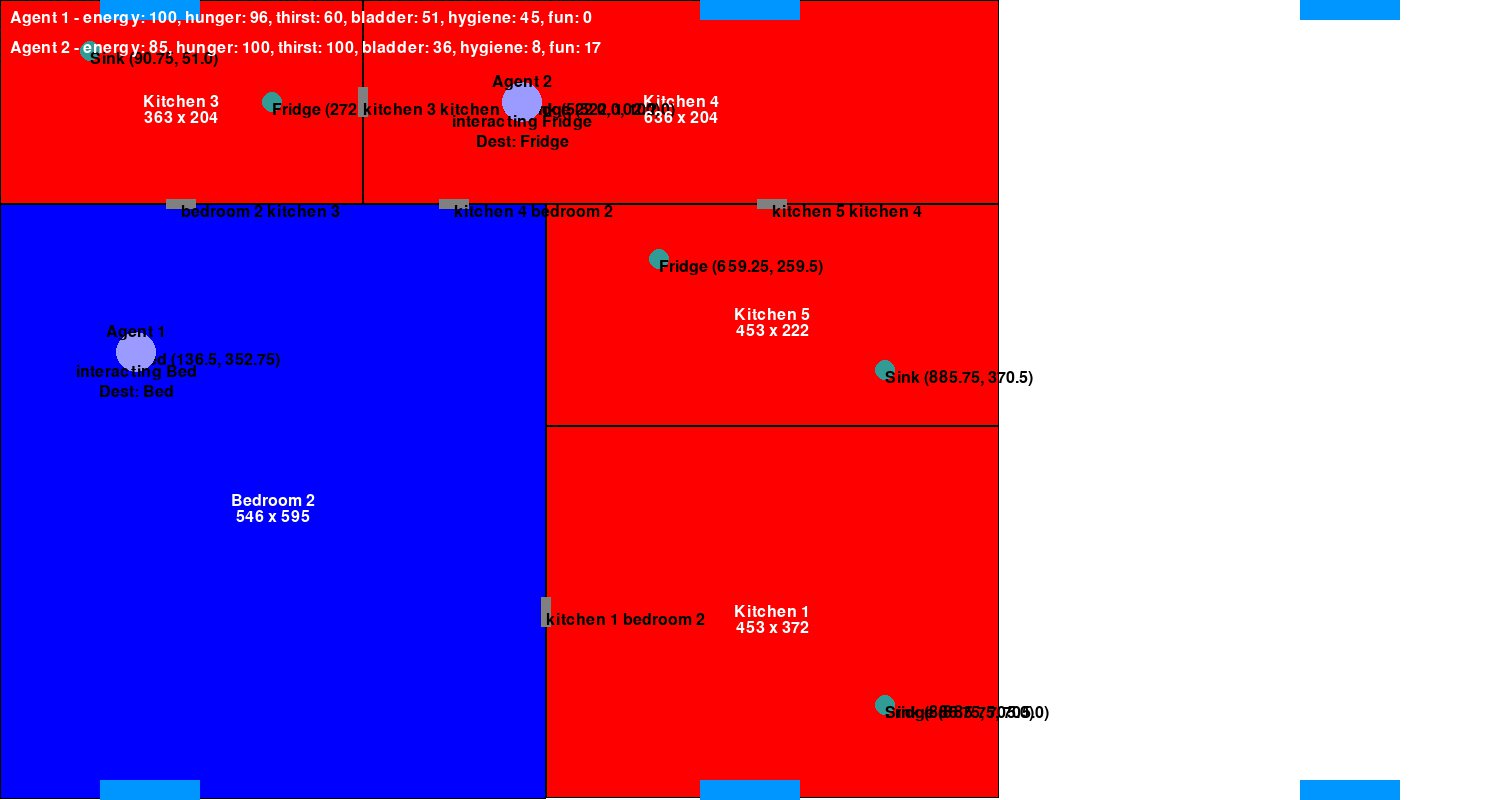 Agent 1 - energy: 100, hunger: 96, thirst: 60, bladder: 51, hygiene: 45, fun: 0
Agent 2 - energy: 85, hunger: 100, thirst: 100, bladder: 36, hygiene: 8, fun: 17
Sink (90.75, 51.0)
Agent 2
Kitchen 3
363 x 204
Fridge (272
kitchen 3 kitchen
Kitchen 4
636 x 204
interacting Fridge
Dest: Fridge
bedroom 2 kitchen 3
kitchen 4 bedroom 2
kitchen 5 kitchen 4
Fridge (659.25, 259.5)
Kitchen 5
453 x 222
Agent 1
(136.5, 352.75)
interacting Bed
Dest: Bed
Sink (885.75, 370.5)
Bedroom 2
546 x 595
kitchen 1 bedroom 2
Kitchen 1
453 x 372